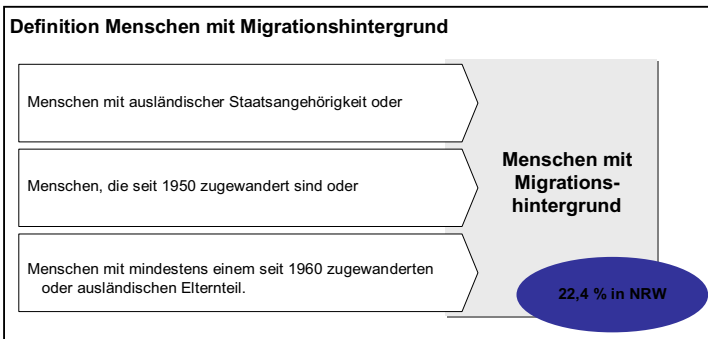 Definition Menschen mit Migrationshintergrund
Menschen mit ausländischer Staatsangehörigkeit oder
Menschen, die seit 1950 zugewandert sind oder
Menschen mit mindestens einem seit 1960 zugewanderten
oder ausländischen Elternteil.
Menschen mit
Migrations-
hintergrund
22,4 % in NRW